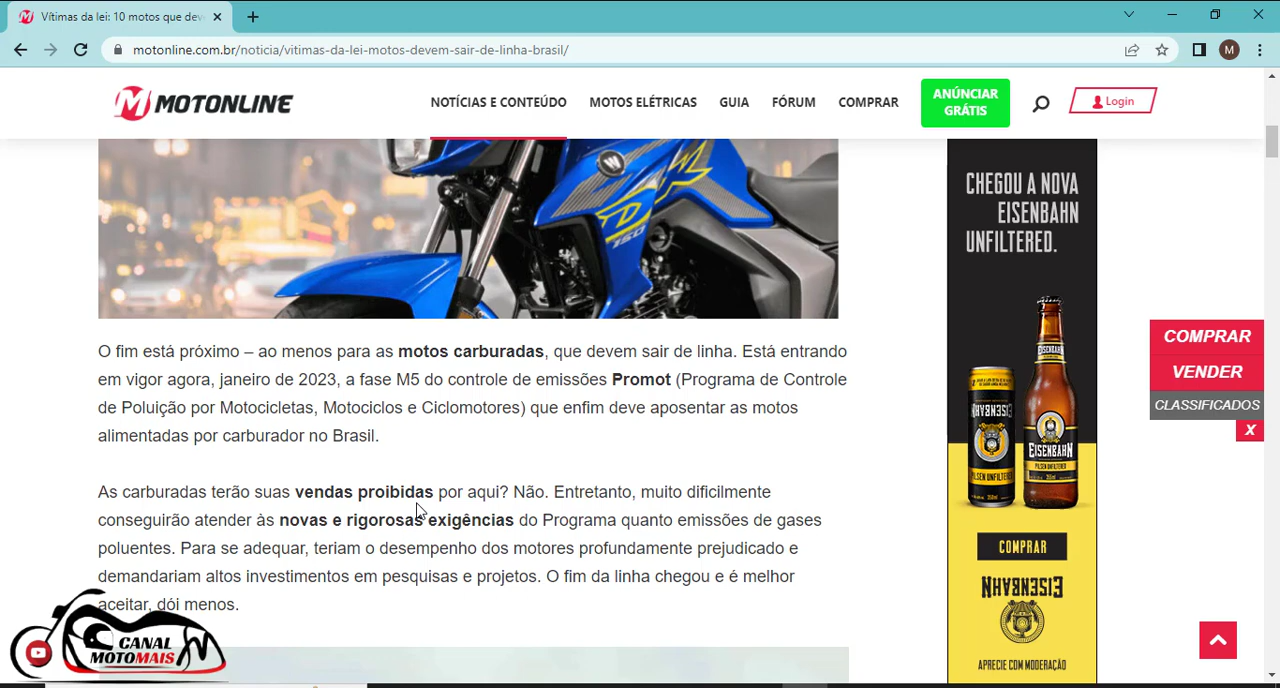 Vítimas da lei: 10 motos que dev
motonline.com.br/noticia/vitimas-da-lei-motos-devem-sair-de-linha-brasil/
M
MOTONLINE
NOTÍCIAS E CONTEÚDO
MOTOS ELÉTRICAS
GUIA
FÓRUM
COMPRAR
ANÚNCIAR
GRÁTIS
Login
D
150
CHEGOU A NOVA
EISENBAHN
UNFILTERED.
EISENBAHN
PILSEN UNFILTERED
EISENBAHN
PILSEN UNFILTERED
COMPRAR
EISENBAHN
APRECIE COM MODERAÇÃO
COMPRAR
VENDER
CLASSIFICADOS
X
O fim está próximo – ao menos para as motos carburadas, que devem sair de linha. Está entrando
em vigor agora, janeiro de 2023, a fase M5 do controle de emissões Promot (Programa de Controle
de Poluição por Motocicletas, Motociclos e Ciclomotores) que enfim deve aposentar as motos
alimentadas por carburador no Brasil.
As carburadas terão suas vendas proibidas por aqui? Não. Entretanto, muito dificilmente
conseguirão atender às novas e rigorosas exigências do Programa quanto emissões de gases
poluentes. Para se adequar, teriam o desempenho dos motores profundamente prejudicado e
demandariam altos investimentos em pesquisas e projetos. O fim da linha chegou e é melhor
aceitar, dói menos.
CANAL
MOTOMAIS